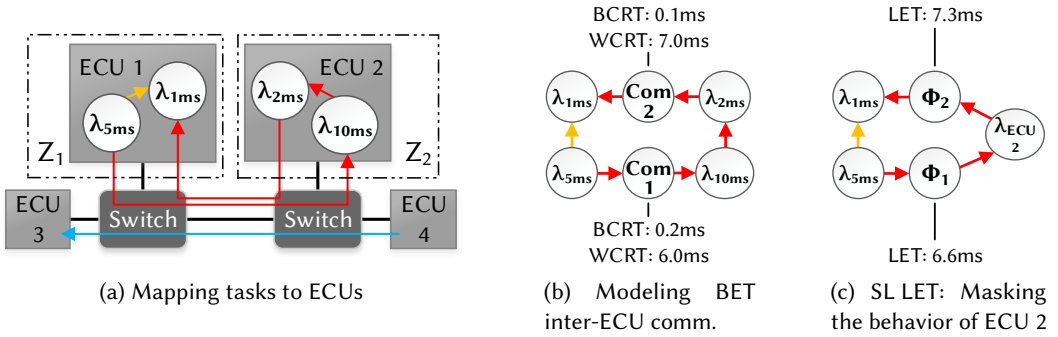 ECU 1
λ1ms
λ5ms
Z1
ECU 2
λ2ms
λ10ms
Z2
ECU
3
Switch
Switch
ECU
4
(a) Mapping tasks to ECUs
BCRT: 0.1ms
WCRT: 7.0ms
λ1ms
Com
2
λ2ms
λ5ms
Com
1
λ10ms
BCRT: 0.2ms
WCRT: 6.0ms
(b) Modeling BET
inter-ECU comm.
LET: 7.3ms
λ1ms
Φ2
λECU
2
λ5ms
Φ1
LET: 6.6ms
(c) SL LET: Masking
the behavior of ECU 2